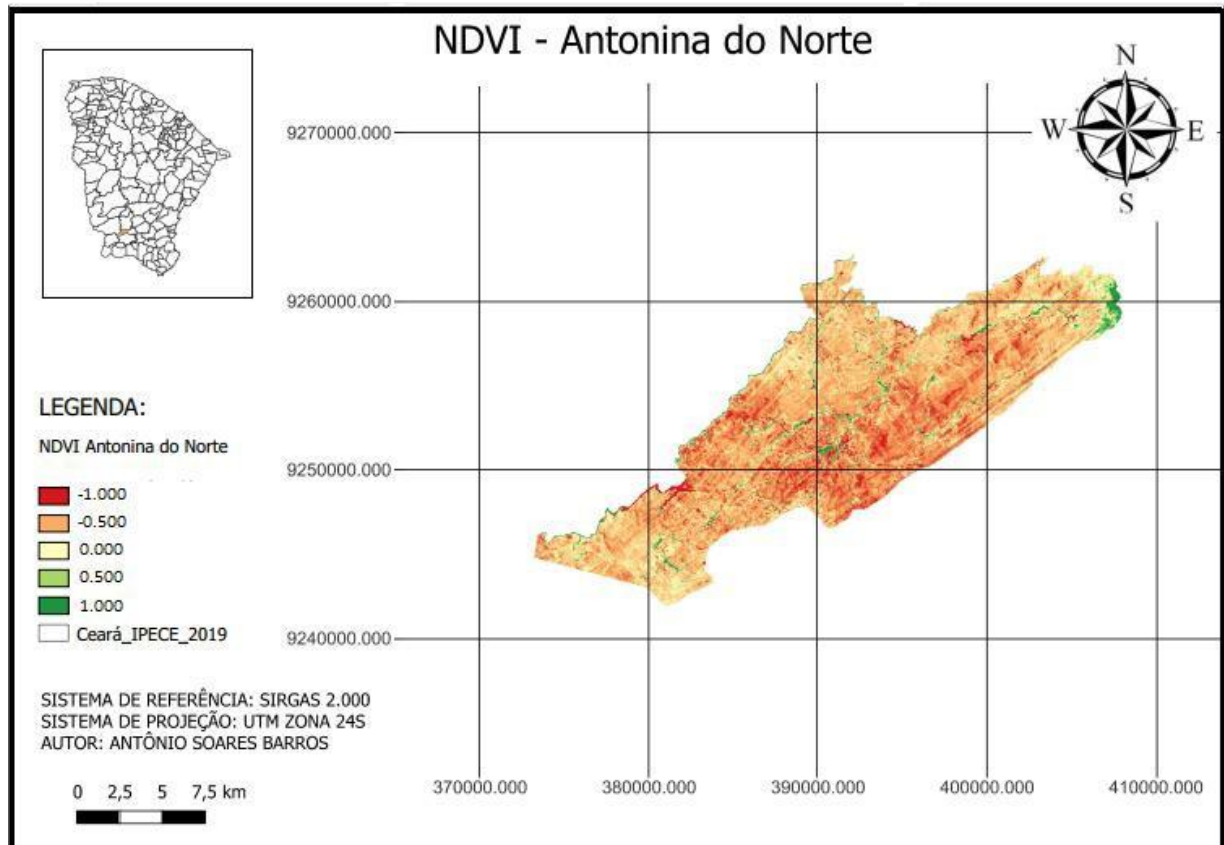 NDVI - Antonina do Norte
N
W E
S
9270000.000
9260000.000
9250000.000
9240000.000
370000.000 380000.000 390000.000 400000.000 410000.000
LEGENDA:
NDVI Antonina do Norte
-1.000
-0.500
0.000
0.500
1.000
Ceará_IPECE_2019
SISTEMA DE REFERÊNCIA: SIRGAS 2.000
SISTEMA DE PROJEÇÃO: UTM ZONA 24S
AUTOR: ANTÔNIO SOARES BARROS
0 2,5 5 7,5 km